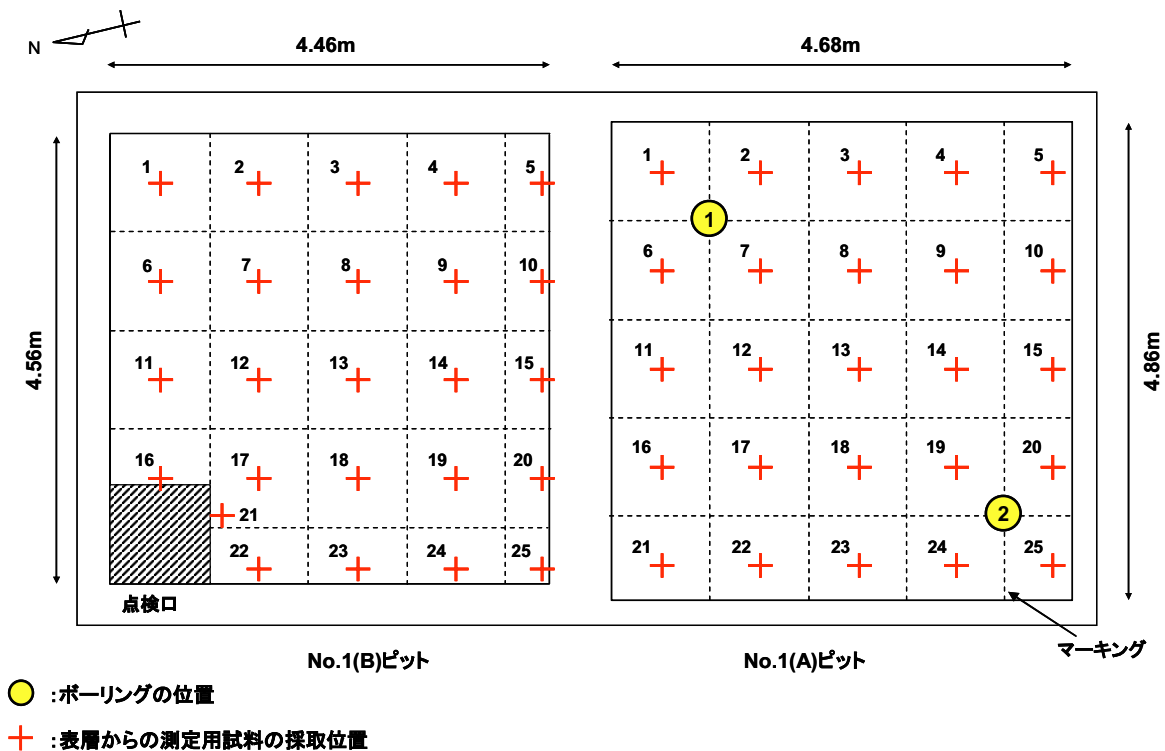 N
4.46m
4.68m
1 2 3 4 5
6 7 8 9 10
11 12 13 14 15
16 17 18 19 20
21
22 23 24 25
4.56m
点検口
No.1(B)ピット
1 2 3 4 5
1
6 7 8 9 10
11 12 13 14 15
16 17 18 19 20
2
21 22 23 24 25
4.86m
マーキング
No.1(A)ピット
:ボーリングの位置
:表層からの測定用試料の採取位置